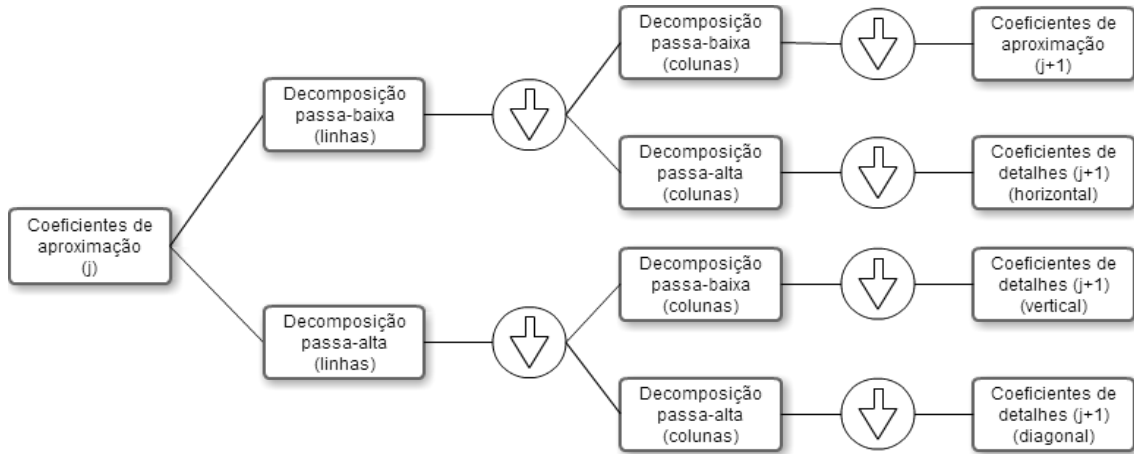 Coeficientes de
aproximação
(j)
Decomposição
passa-baixa
(linhas)
Decomposição
passa-alta
(linhas)
Decomposição
passa-baixa
(colunas)
Decomposição
passa-alta
(colunas)
Decomposição
passa-baixa
(colunas)
Decomposição
passa-alta
(colunas)
Coeficientes de
aproximação
(j+1)
Coeficientes de
detalhes (j+1)
(horizontal)
Coeficientes de
detalhes (j+1)
(vertical)
Coeficientes de
detalhes (j+1)
(diagonal)